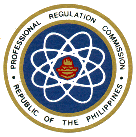 PROFESSIONAL REGULATION COMMISSION
REPUBLIC OF THE PHILIPPINES